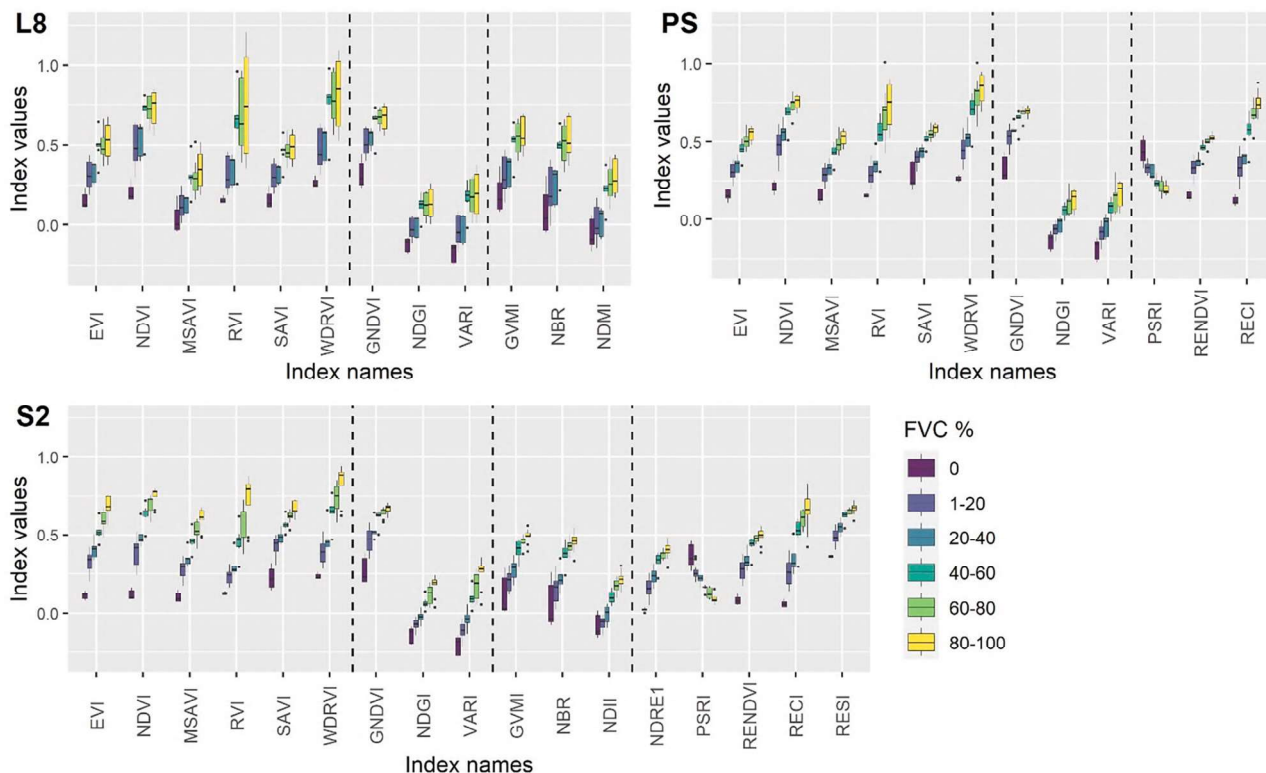 L8
Index values
1.0
0.5
0.0
EVI
NDVI
MSAVI
RVI
SAVI
WDRVI
GNDVI
NDGI
VARI
GVMI
NBR
NDMI
Index names
PS
Index values
1.0
0.5
0.0
EVI
NDVI
MSAVI
RVI
SAVI
WDRVI
GNDVI
NDGI
VARI
PSRI
RENDVI
RECI
Index names
S2
Index values
1.0
0.5
0.0
EVI
NDVI
MSAVI
RVI
SAVI
WDRVI
GNDVI
NDGI
VARI
GVMI
NBR
NDII
NDRE1
PSRI
RENDVI
RECI
RESI
Index names
FVC %
0
1-20
20-40
40-60
60-80
80-100